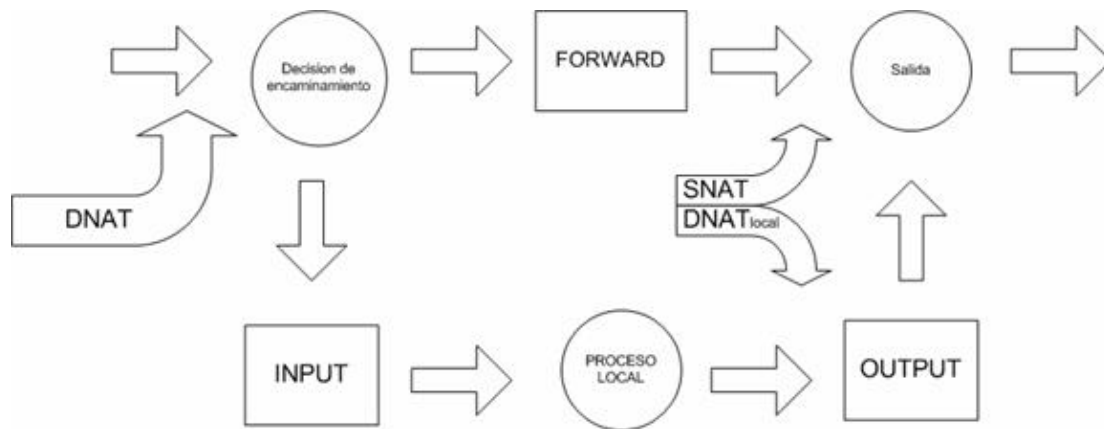 Decision de
encaminamiento
FORWARD
Salida
DNAT
SNAT
DNATlocal
INPUT
PROCESO
LOCAL
OUTPUT